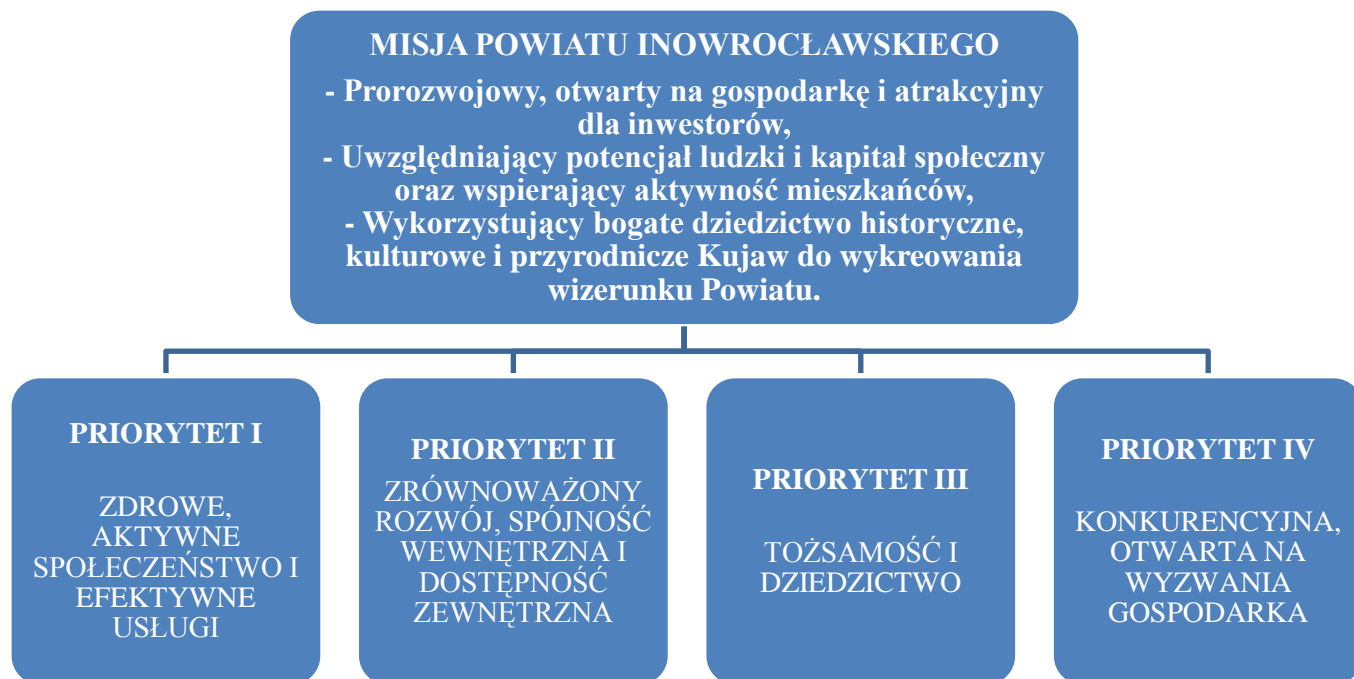 MISJA POWIATU INOWROCŁAWSKIEGO
- Prorozwojowy, otwarty na gospodarkę i atrakcyjny
dla inwestorów,
- Uwzględniający potencjał ludzki i kapitał społeczny
oraz wspierający aktywność mieszkańców,
- Wykorzystujący bogate dziedzictwo historyczne,
kulturowe i przyrodnicze Kujaw do wykreowania
wizerunku Powiatu.
PRIORYTET I
ZDROWE,
AKTYWNE
SPOŁECZEŃSTWO I
EFEKTYWNE
USŁUGI
PRIORYTET II
ZRÓWNOWAŻONY
ROZWÓJ, SPÓJNOŚĆ
WEWNĘTRZNA I
DOSTĘPNOŚĆ
ZEWNĘTRZNA
PRIORYTET III
TOŻSAMOŚĆ I
DZIEDZICTWO
PRIORYTET IV
KONKURENCYJNA,
OTWARTA NA
WYZWANIA
GOSPODARKA